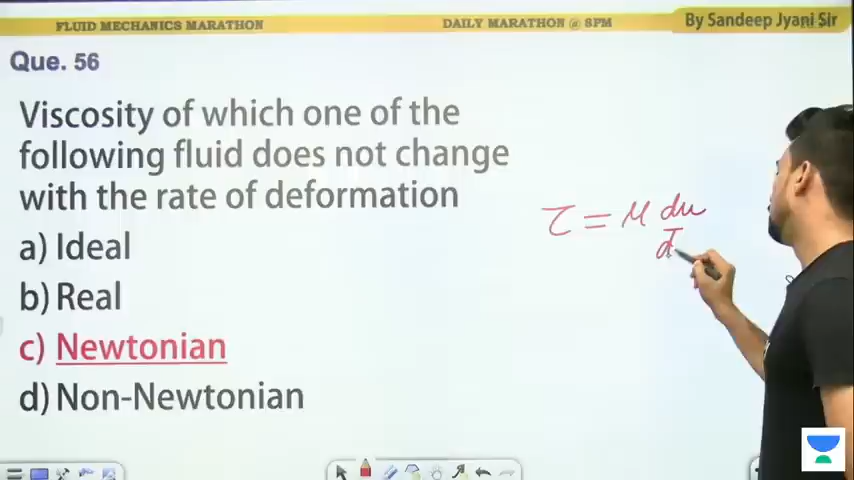 FLUID MECHANICS MARATHON
DAILY MARATHON @ 8PM
By Sandeep Jyani Sir
Que. 56
Viscosity of which one of the
following fluid does not change
with the rate of deformation
a) Ideal
b) Real
c) Newtonian
d) Non-Newtonian
τ = μ du
d